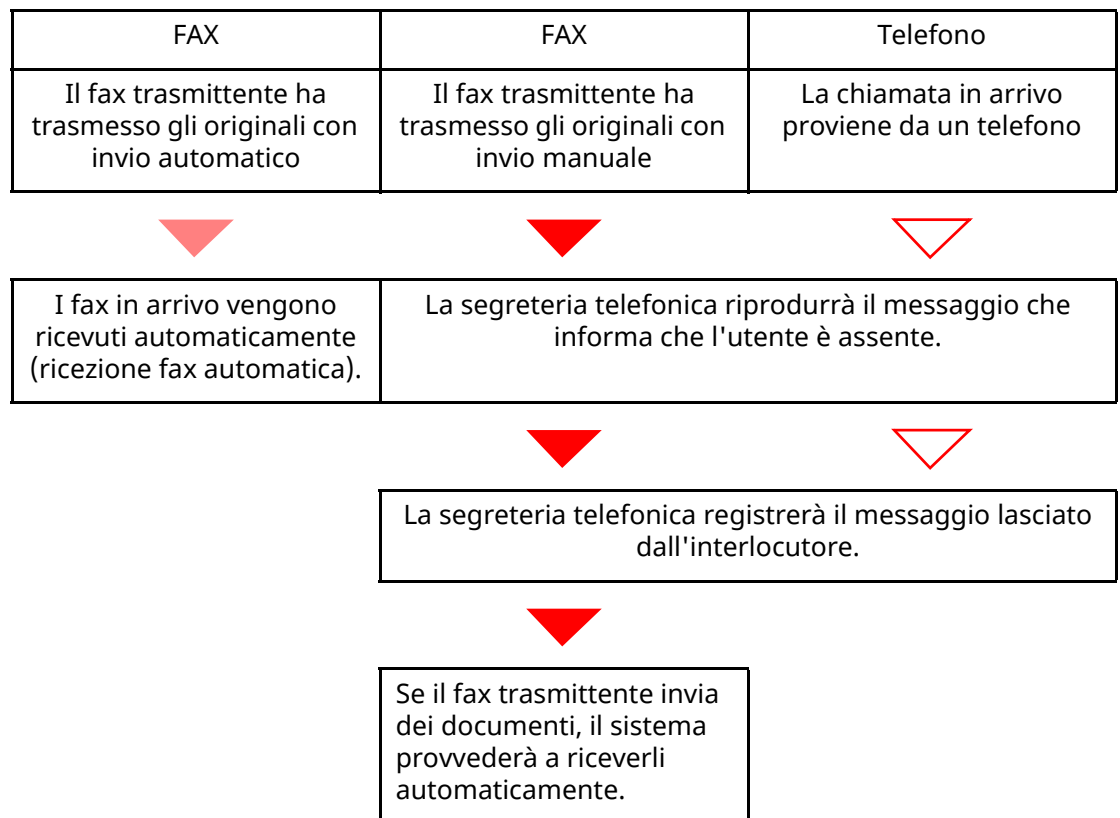 FAX
FAX
Telefono
Il fax trasmittente ha
trasmesso gli originali con
invio automatico
Il fax trasmittente ha
trasmesso gli originali con
invio manuale
La chiamata in arrivo
proviene da un telefono
I fax in arrivo vengono
ricevuti automaticamente
(ricezione fax automatica).
La segreteria telefonica riprodurrà il messaggio che
informa che l'utente è assente.
La segreteria telefonica registrerà il messaggio lasciato
dall'interlocutore.
Se il fax trasmittente invia
dei documenti, il sistema
provvederà a riceverli
automaticamente.